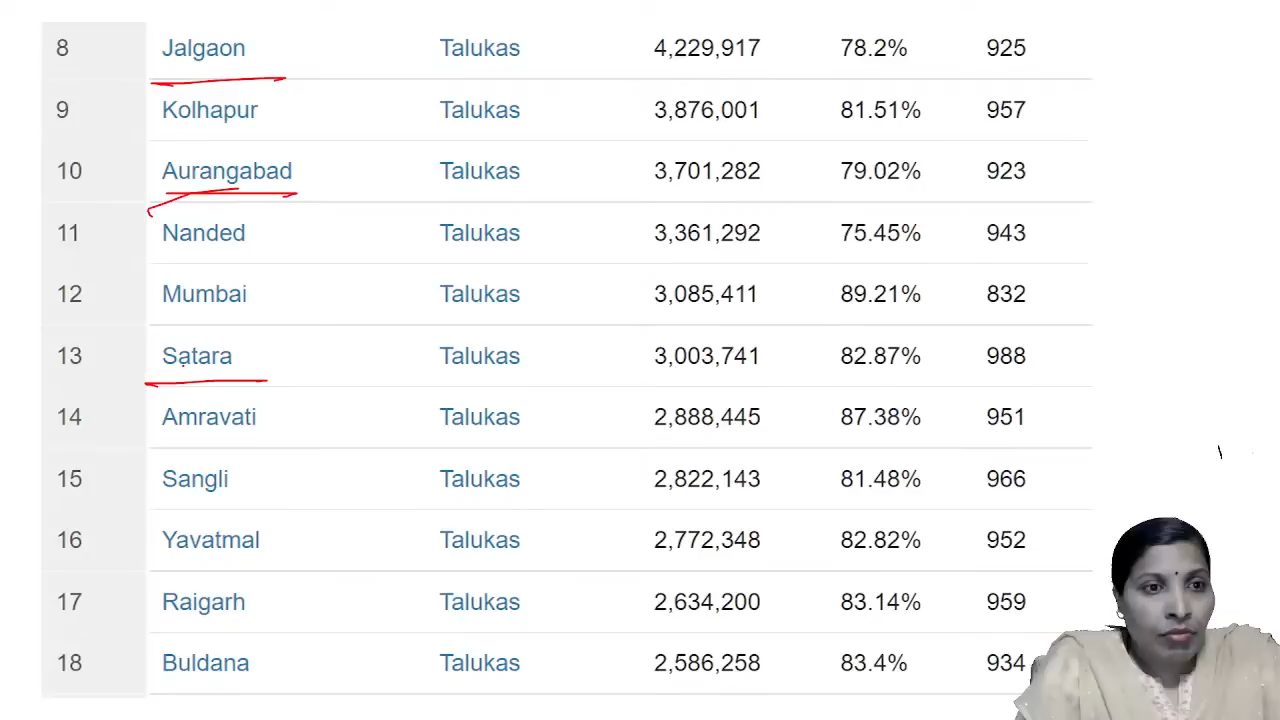 8 Jalgaon Talukas 4,229,917 78.2% 925
9 Kolhapur Talukas 3,876,001 81.51% 957
10 Aurangabad Talukas 3,701,282 79.02% 923
11 Nanded Talukas 3,361,292 75.45% 943
12 Mumbai Talukas 3,085,411 89.21% 832
13 Satara Talukas 3,003,741 82.87% 988
14 Amravati Talukas 2,888,445 87.38% 951
15 Sangli Talukas 2,822,143 81.48% 966
16 Yavatmal Talukas 2,772,348 82.82% 952
17 Raigarh Talukas 2,634,200 83.14% 959
18 Buldana Talukas 2,586,258 83.4% 934